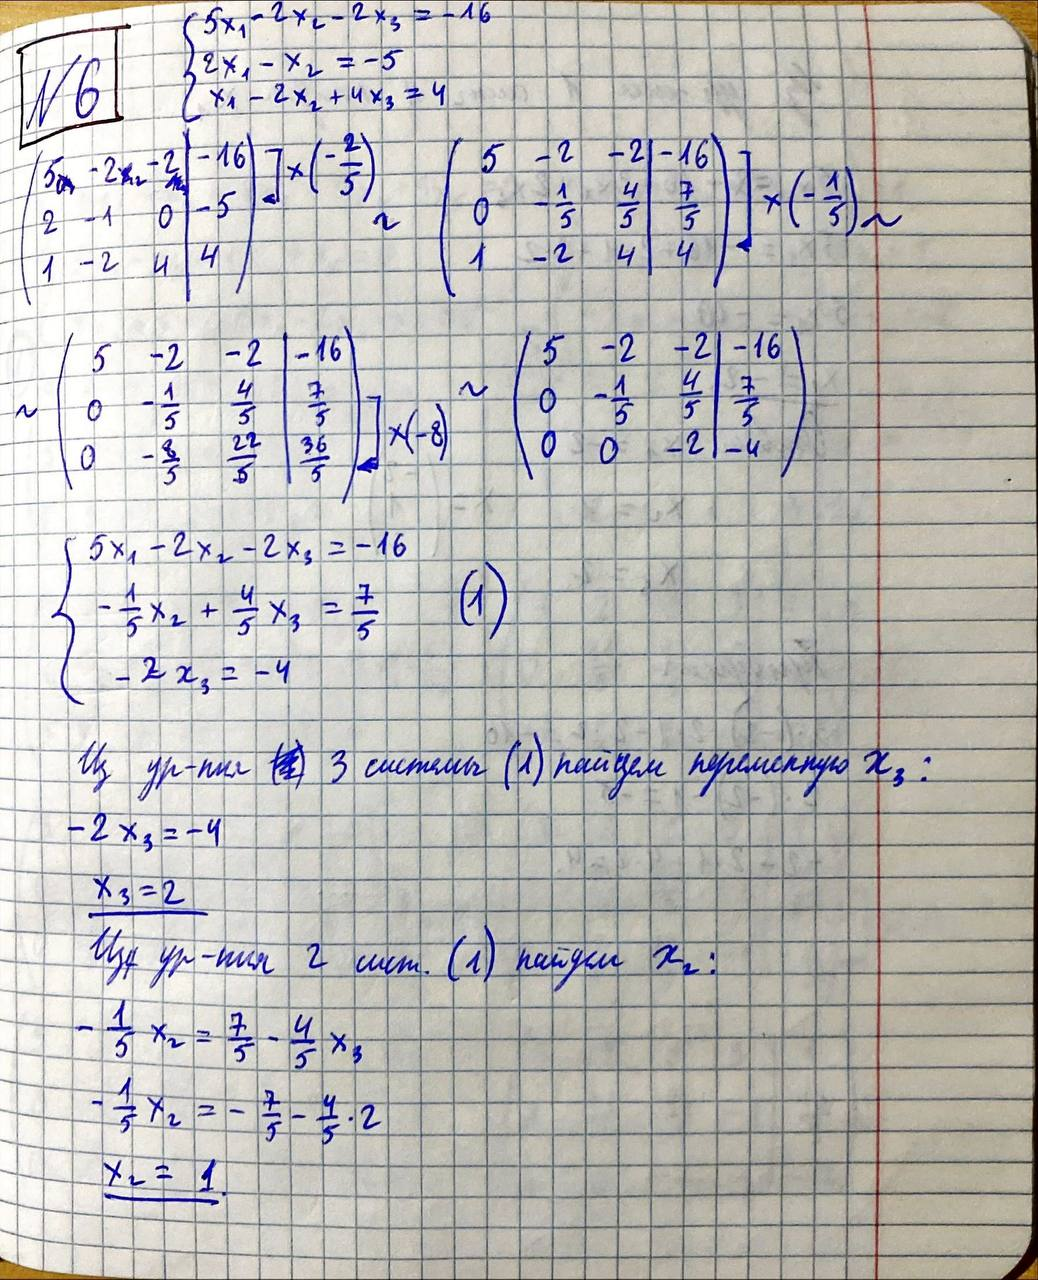 N6
5x₁ - 2x₂ - 2x₃ = -16
2x₁ - x₂ = -5
x₁ - 2x₂ + 4x₃ = 4
5 -2 -2 | -16 ×(-2/5)
2 -1 0 | -5
1 -2 4 | 4
~
5 -2 -2 | -16
0 -1/5 4/5 | 7/5 ×(-1/5) ~
1 -2 4 | 4
~
5 -2 -2 | -16
0 -1/5 4/5 | 7/5
0 -8/5 22/5 | 36/5 ×(-8)
~
5 -2 -2 | -16
0 -1/5 4/5 | 7/5
0 0 -2 | -4
5x₁ - 2x₂ - 2x₃ = -16
-1/5 x₂ + 4/5 x₃ = 7/5 (1)
-2x₃ = -4
Из ур-ния 3 системы (1) найдем переменную x₃:
-2x₃ = -4
x₃ = 2
Из ур-ния 2 сист. (1) найдем x₂:
-1/5 x₂ = 7/5 - 4/5 x₃
-1/5 x₂ = -7/5 - 4/5 · 2
x₂ = 1.